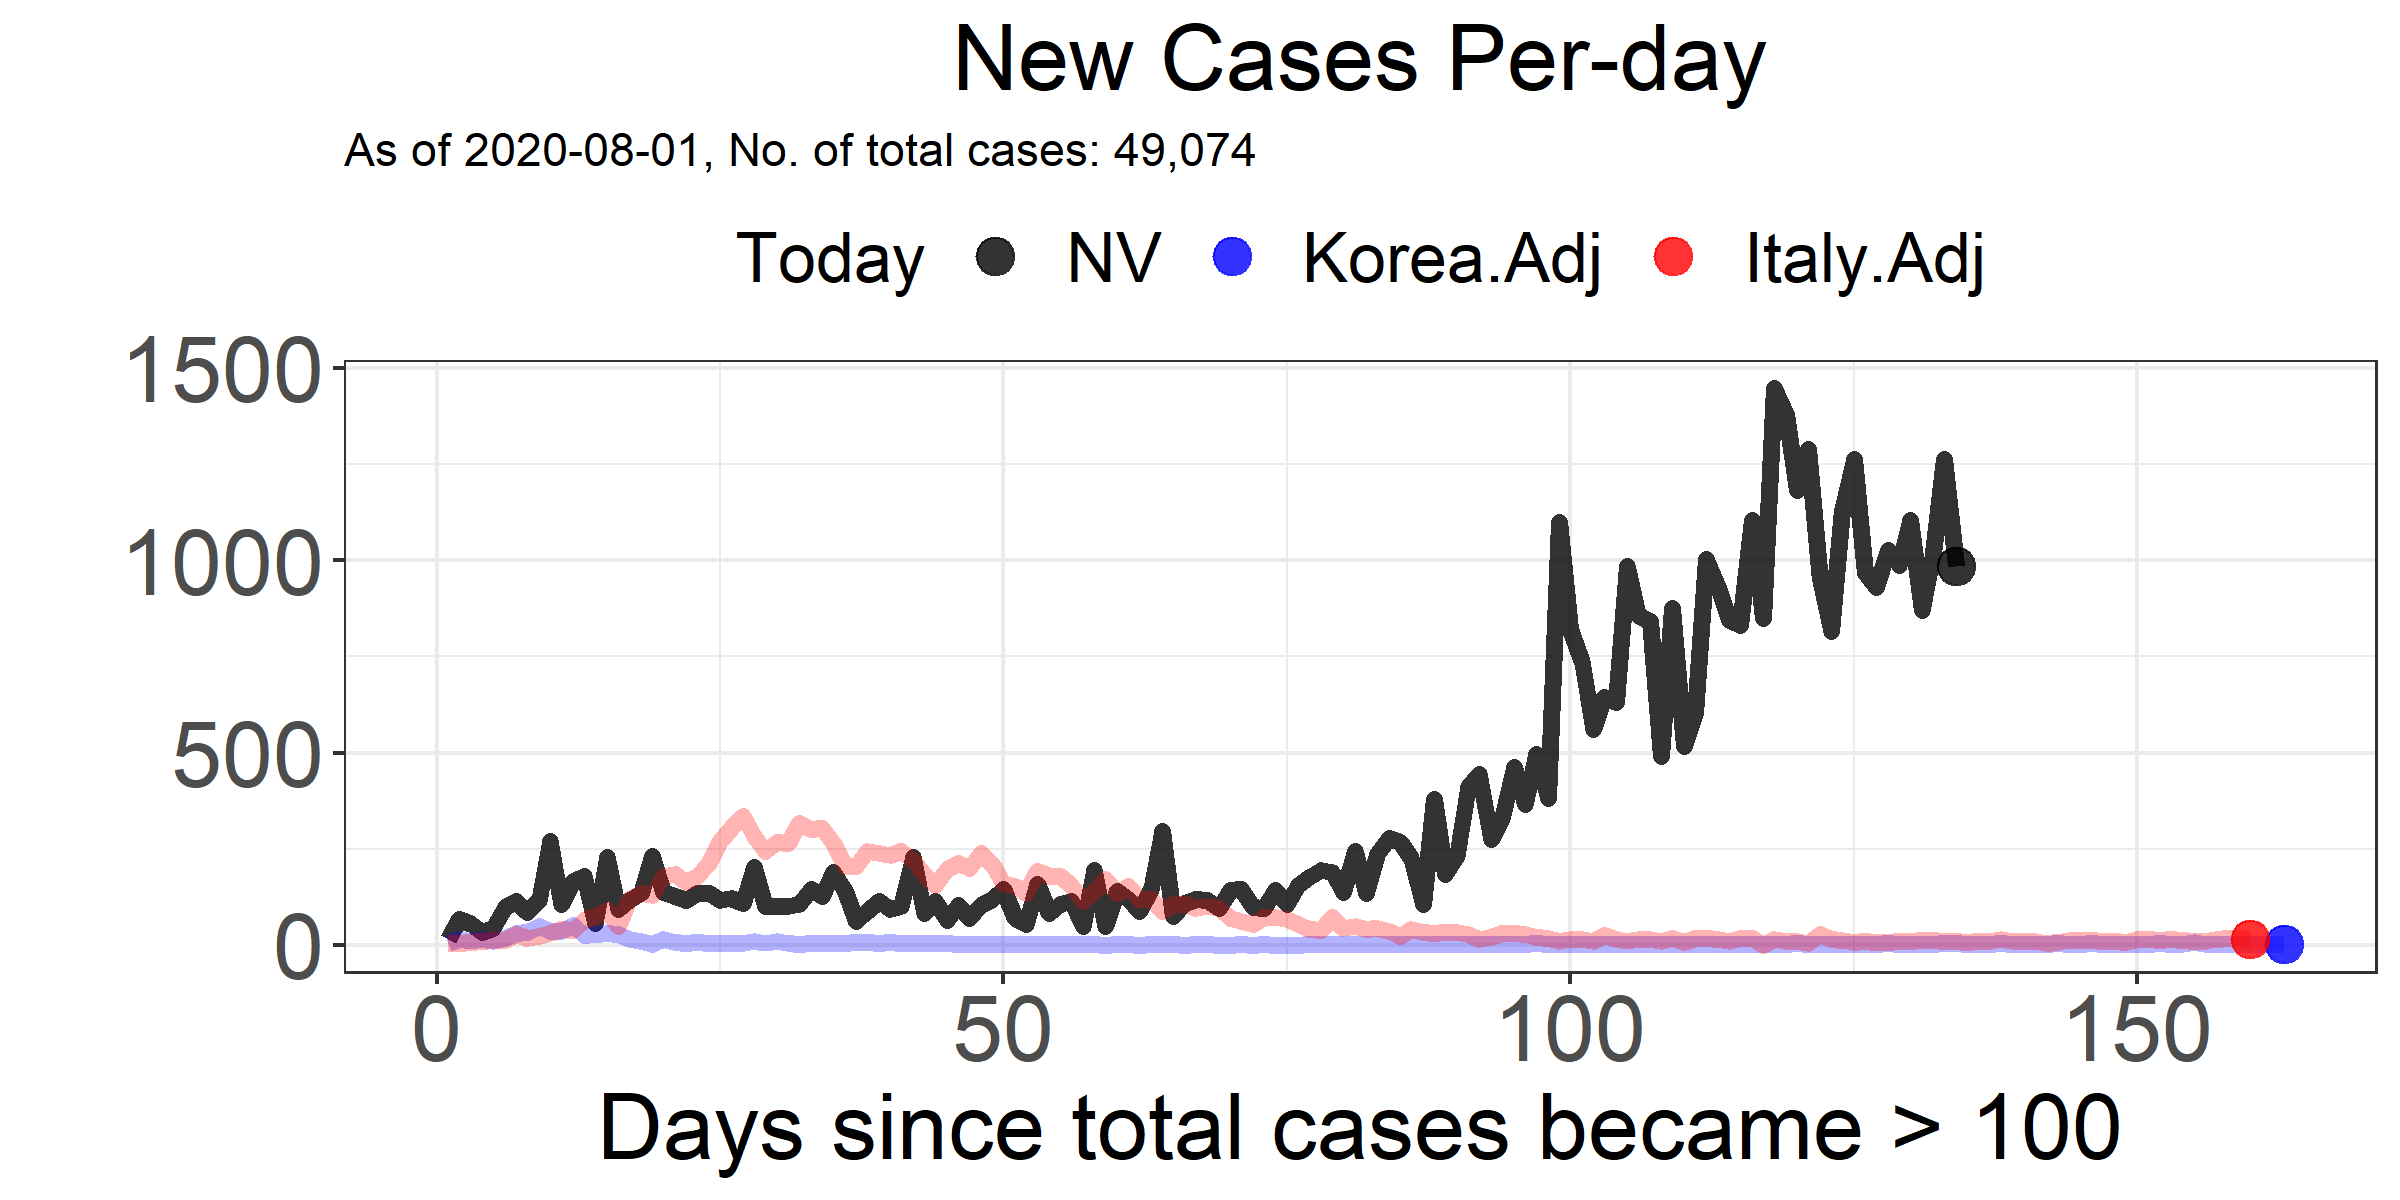 New Cases Per-day
As of 2020-08-01, No. of total cases: 49,074
Today NV Korea.Adj Italy.Adj
1500
1000
500
0
0 50 100 150
Days since total cases became > 100